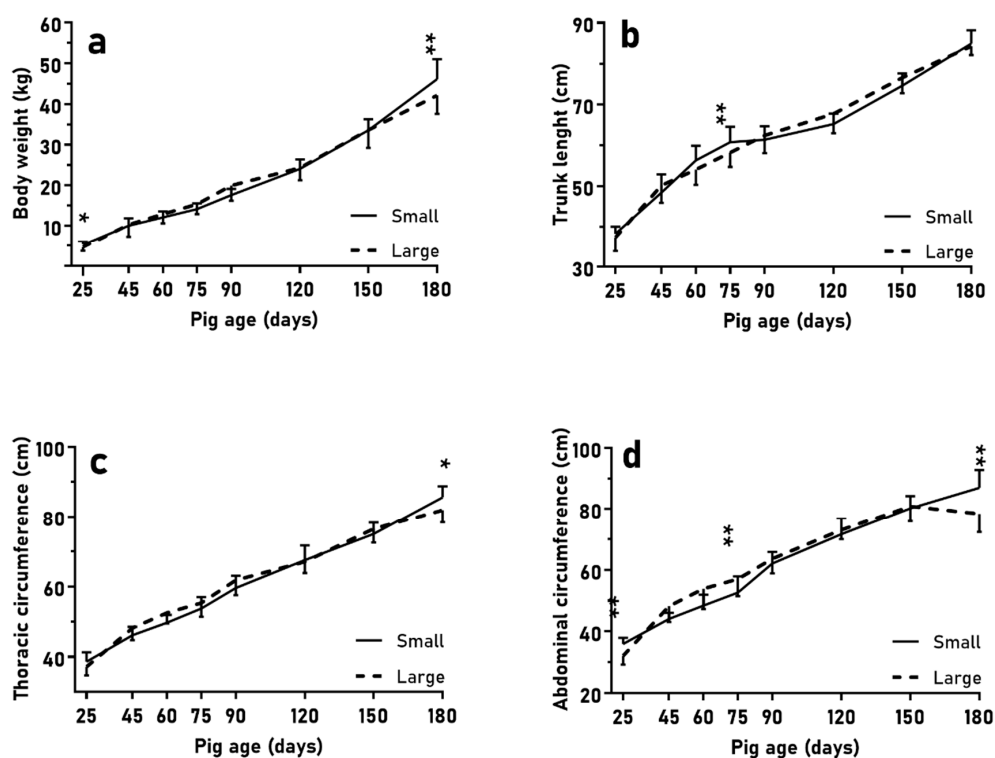 a
Body weight (kg)
60
50
40
30
20
10
*
**
Small
Large
25 45 60 75 90 120 150 180
Pig age (days)
b
Trunk lenght (cm)
90
70
50
30
**
Small
Large
25 45 60 75 90 120 150 180
Pig age (days)
c
Thoracic circumference (cm)
100
80
60
40
*
Small
Large
25 45 60 75 90 120 150 180
Pig age (days)
d
Abdominal circumference (cm)
100
80
60
40
20
**
**
**
Small
Large
25 45 60 75 90 120 150 180
Pig age (days)